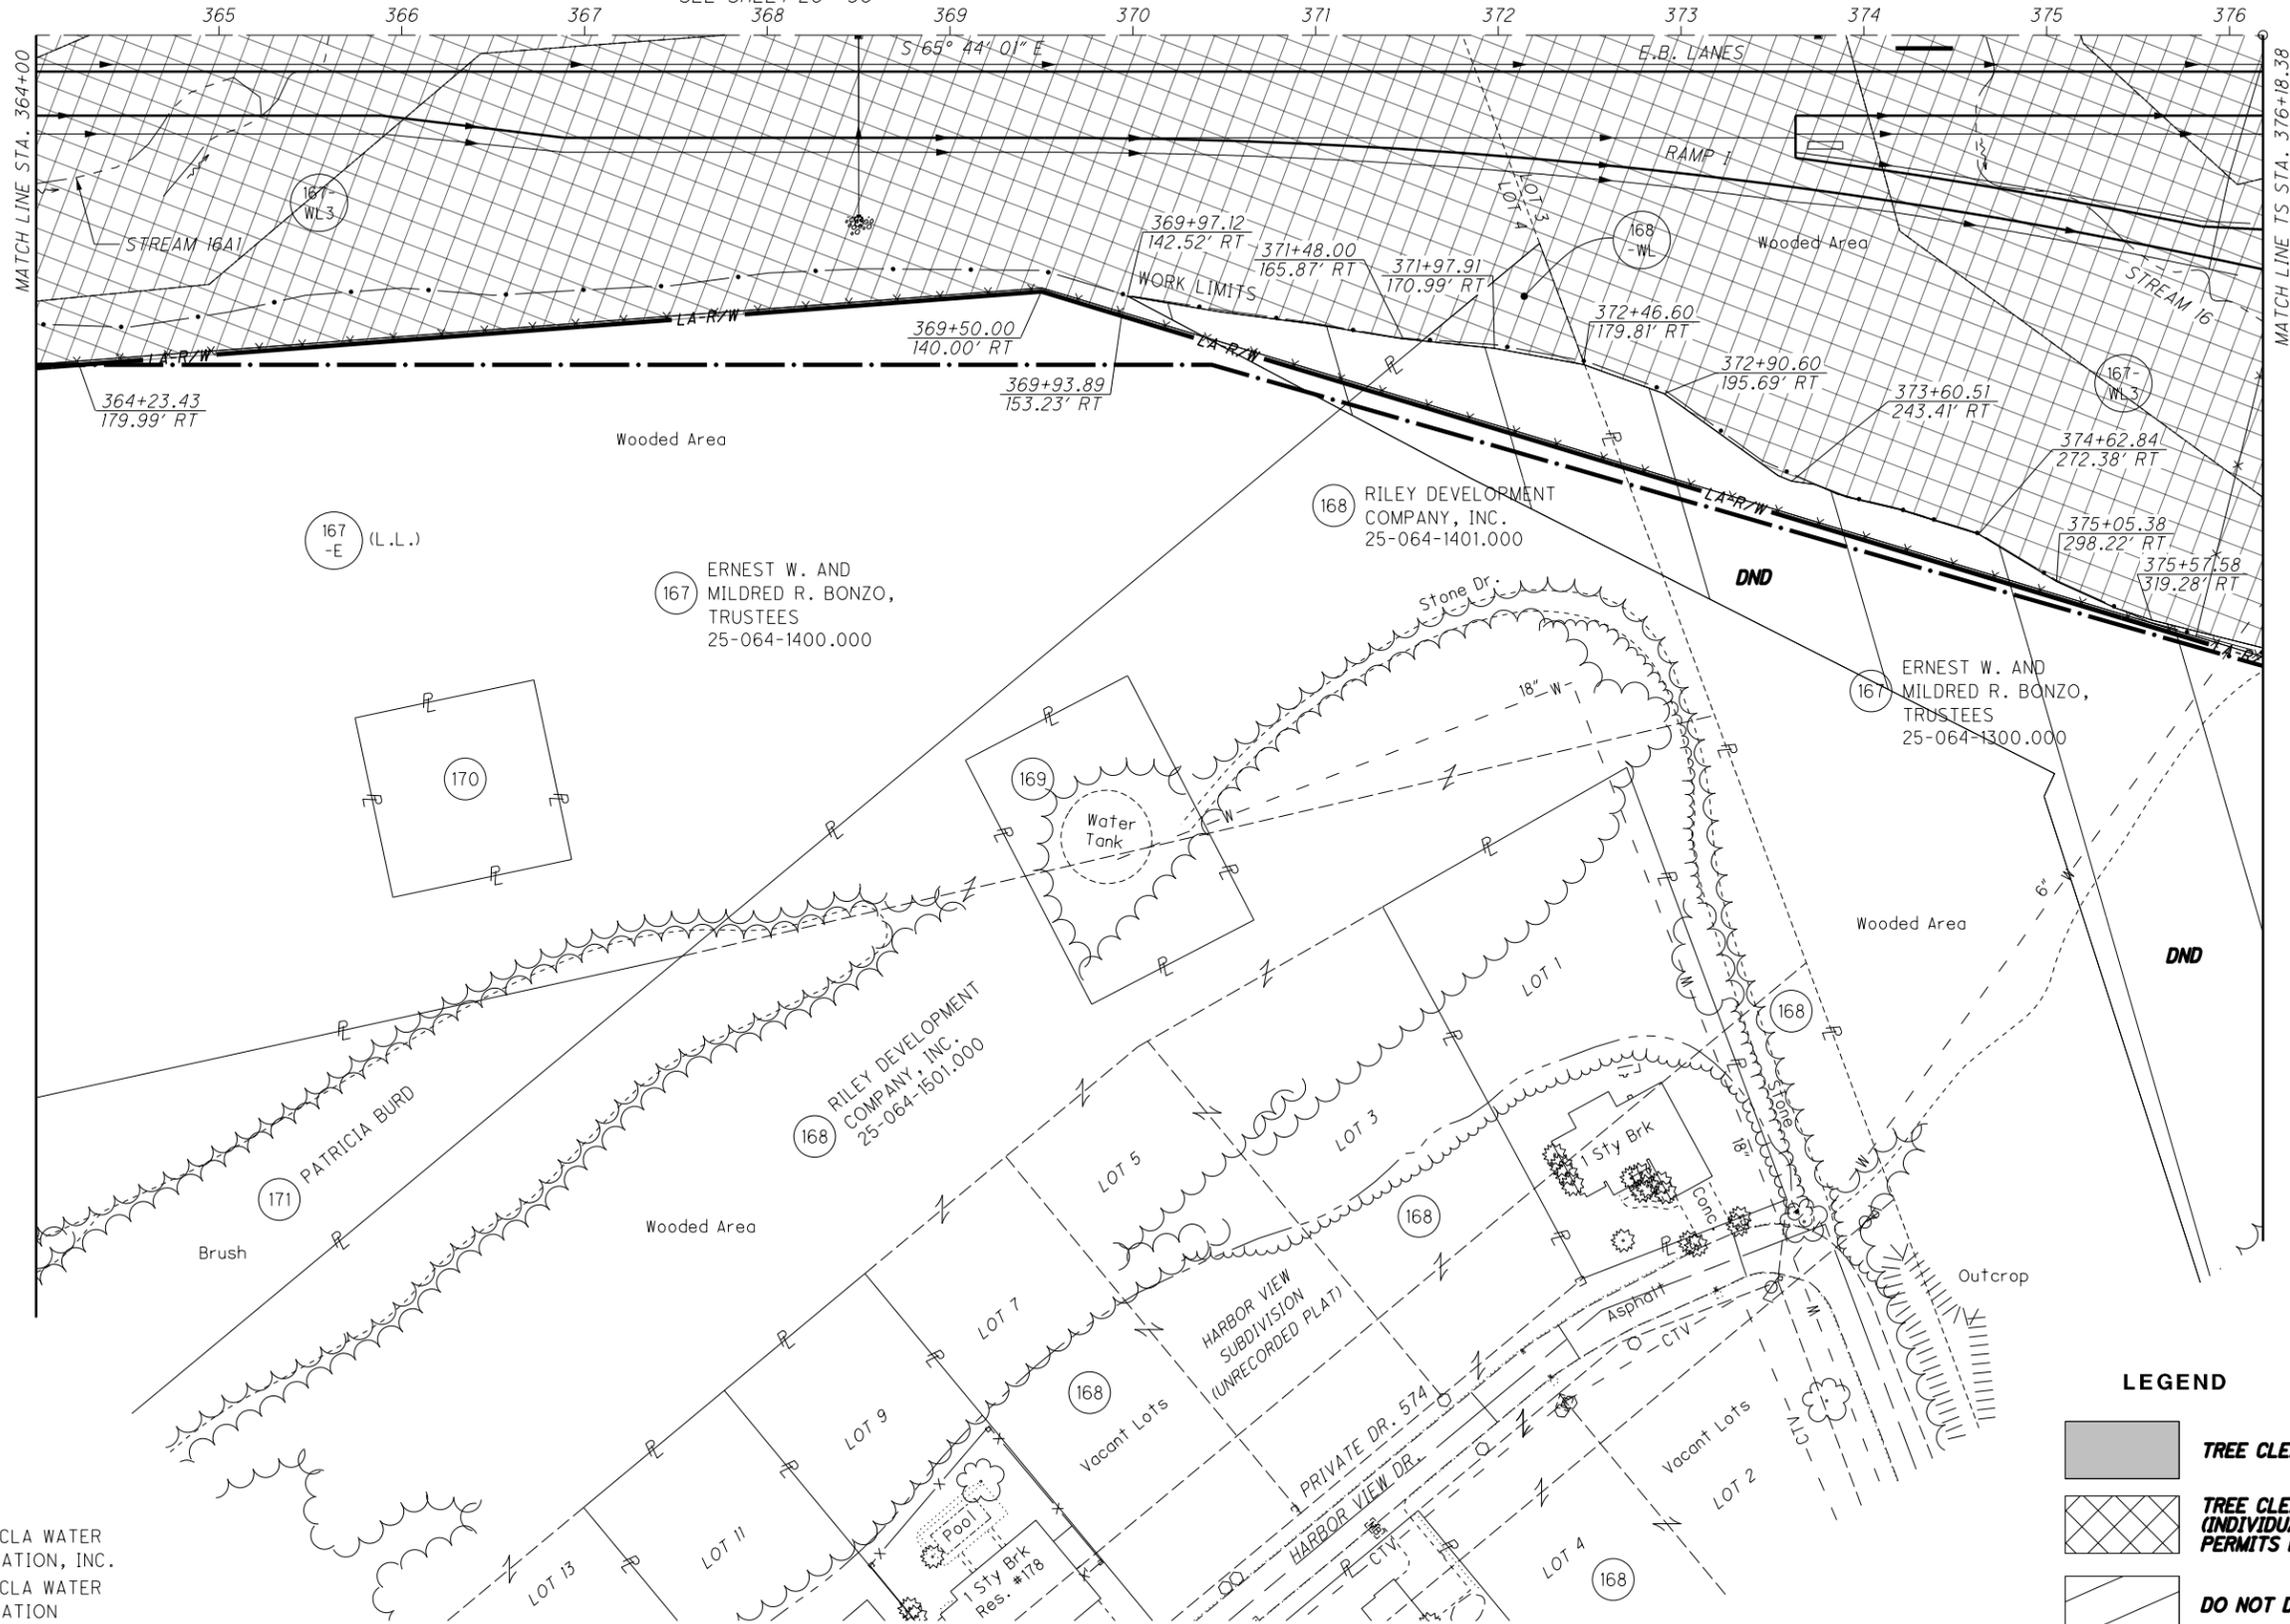 365 366 367 368 369 370 371 372 373 374 375 376
S 65° 44' 01" E
E.B. LANES
MATCH LINE STA. 364+00
MATCH LINE TS STA. 376+18.38
RAMP I
167-
WL3
STREAM 16A1
LOT 3
LOT 4
168
-WL
Wooded Area
STREAM 16
369+97.12
142.52' RT
371+48.00
165.87' RT
371+97.91
170.99' RT
WORK LIMITS
LA-R/W
LA-R/W
LA-R/W
369+50.00
140.00' RT
372+46.60
179.81' RT
369+93.89
153.23' RT
372+90.60
195.69' RT
167-
WL3
364+23.43
179.99' RT
373+60.51
243.41' RT
Wooded Area
374+62.84
272.38' RT
LA-R/W
168
RILEY DEVELOPMENT
COMPANY, INC.
25-064-1401.000
375+05.38
298.22' RT
375+57.58
319.28' RT
167
-E
(L.L.)
167
ERNEST W. AND
MILDRED R. BONZO,
TRUSTEES
25-064-1400.000
DND
Stone Dr.
167
ERNEST W. AND
MILDRED R. BONZO,
TRUSTEES
25-064-1300.000
18"
W
170
169
Water
Tank
W
6"
W
Wooded Area
DND
LOT 1
W
168
168
RILEY DEVELOPMENT
COMPANY, INC.
25-064-1501.000
171
PATRICIA BURD
Stone
18"
LOT 3
LOT 5
1 Sty Brk
W
Conc.
168
Wooded Area
Brush
Outcrop
LOT 7
HARBOR VIEW
SUBDIVISION
(UNRECORDED PLAT)
Asphalt
CTV
W
168
LOT 9
Vacant Lots
PRIVATE DR. 574
HARBOR VIEW DR.
Vacant Lots
CTV
LOT 2
LEGEND
TREE CLE
TREE CLE
(INDIVIDU
PERMITS
DO NOT D
CLA WATER
ATION, INC.
CLA WATER
ATION
LOT 11
LOT 13
Pool
1 Sty Brk
Res. #178
CTV
LOT 4
168